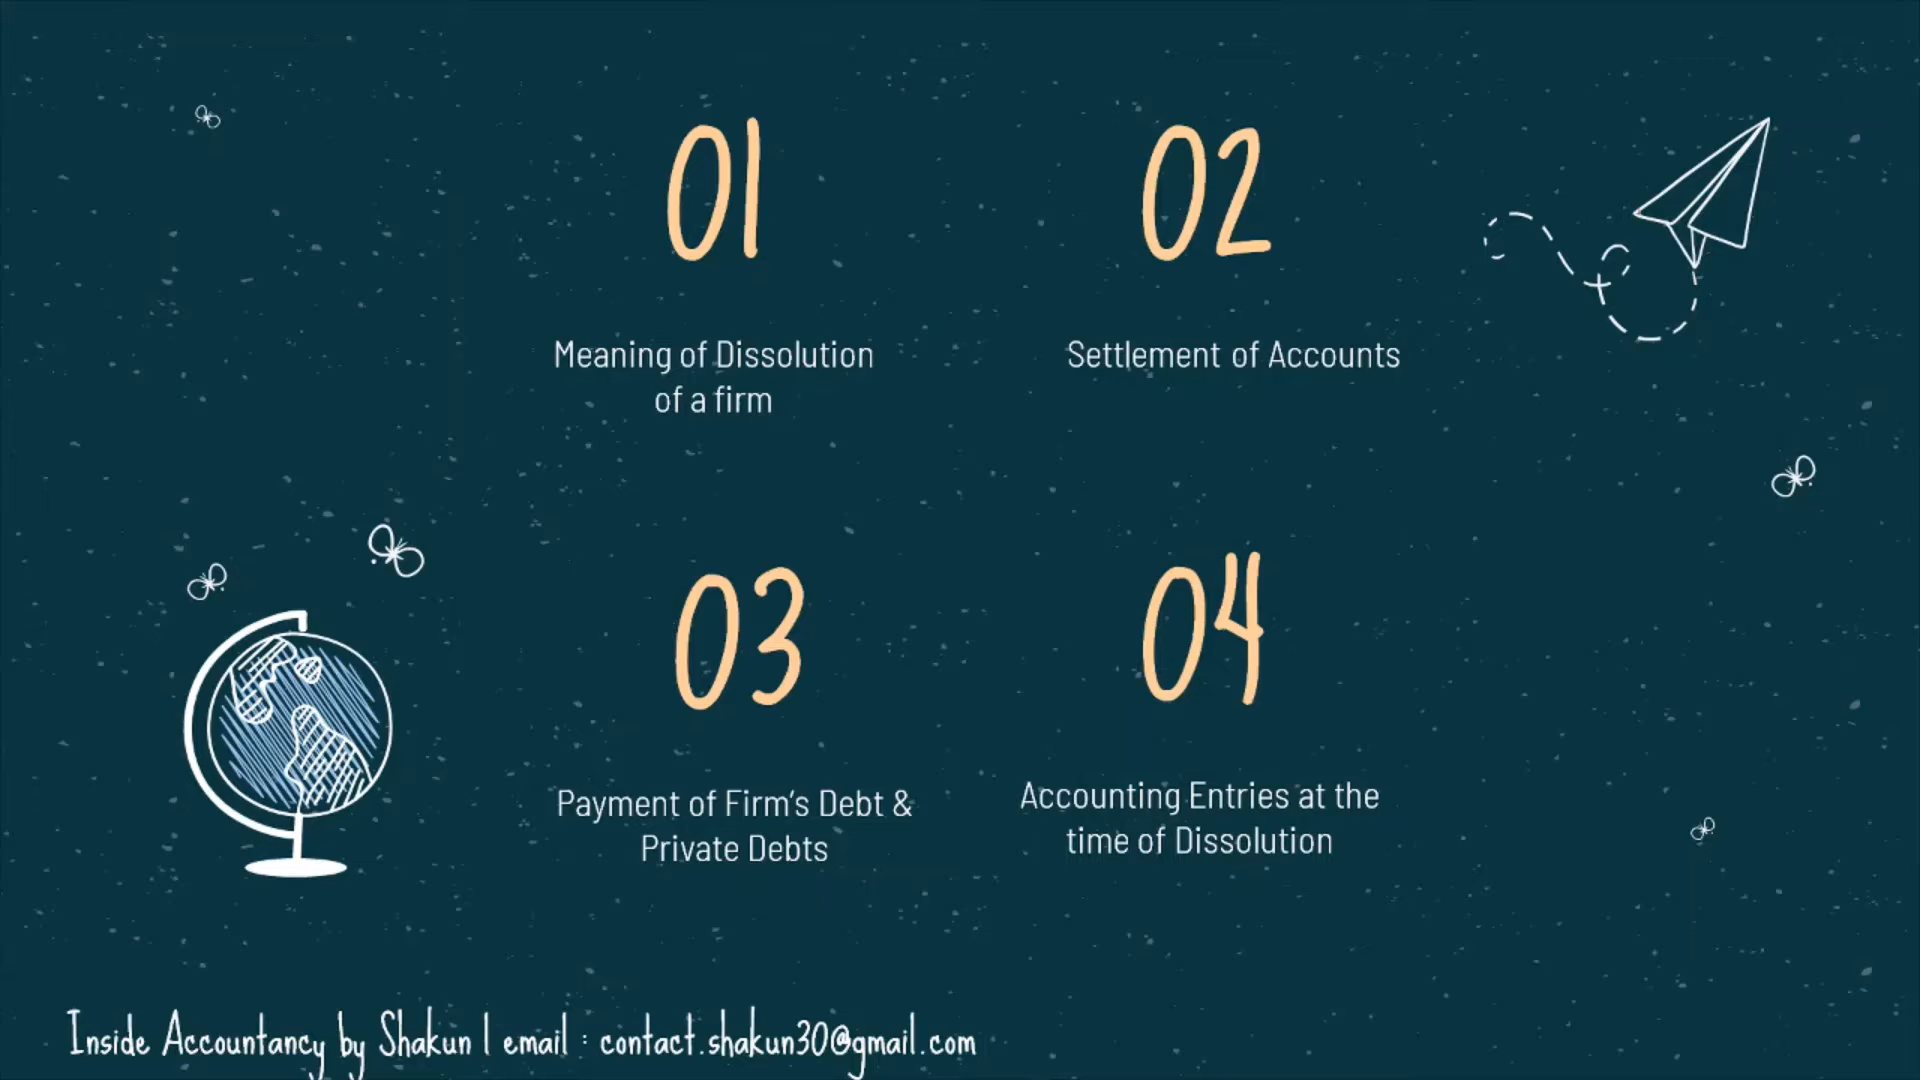 01
Meaning of Dissolution
of a firm
02
Settlement of Accounts
03
Payment of Firm's Debt &
Private Debts
04
Accounting Entries at the
time of Dissolution
Inside Accountancy by Shakun | email : contact.shakun30@gmail.com